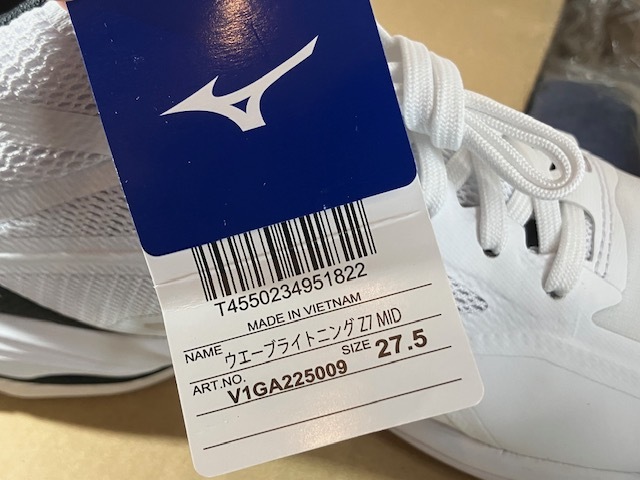 T4550234951822
MADE IN VIETNAM
NAME ウエーブライトニング Z7 MID
ART.NO. SIZE 27.5
V1GA225009